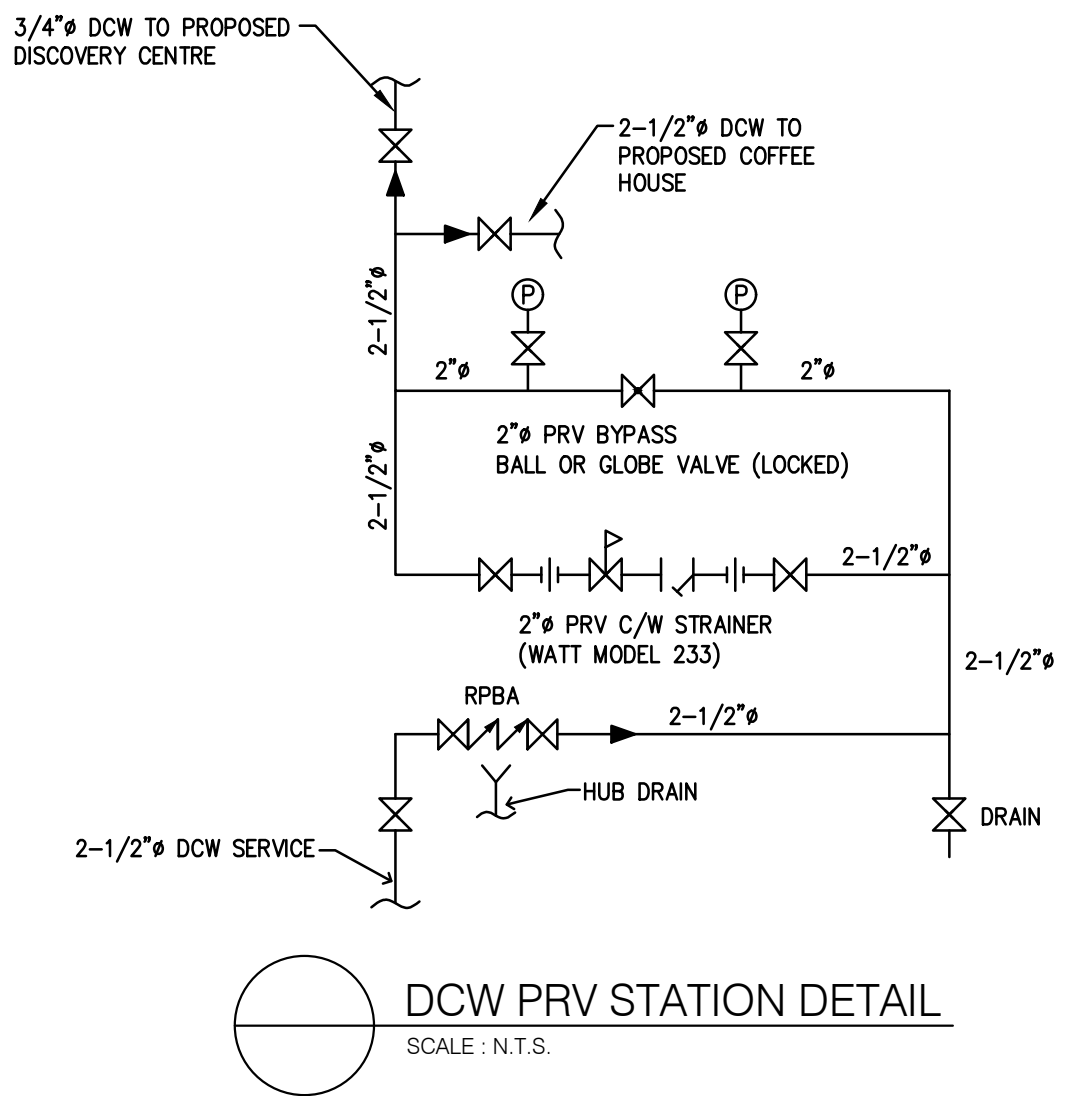 3/4"ø DCW TO PROPOSED
DISCOVERY CENTRE
2-1/2"ø DCW TO
PROPOSED COFFEE
HOUSE
P
P
2-1/2"ø
2"ø
2"ø
2"ø PRV BYPASS
BALL OR GLOBE VALVE (LOCKED)
2-1/2"ø
2-1/2"ø
2"ø PRV C/W STRAINER
(WATT MODEL 233)
2-1/2"ø
RPBA
2-1/2"ø
HUB DRAIN
DRAIN
2-1/2"ø DCW SERVICE
DCW PRV STATION DETAIL
SCALE : N.T.S.